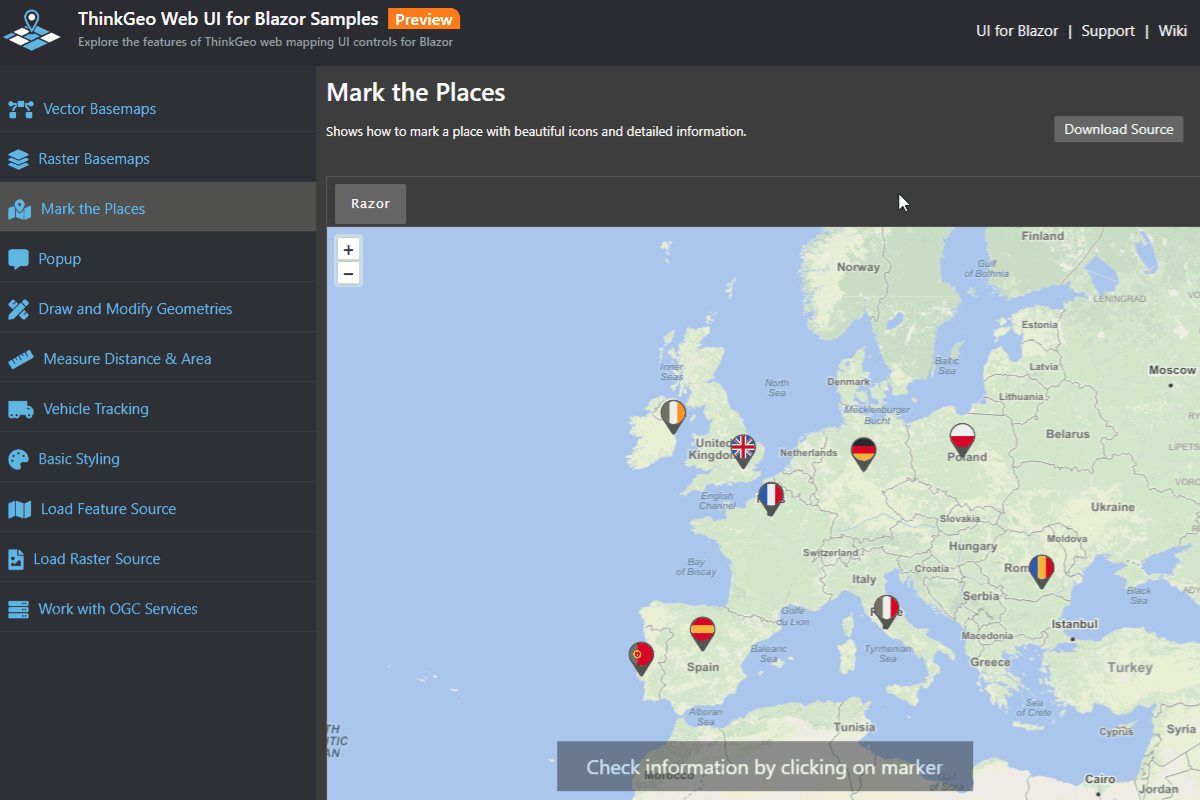 ThinkGeo Web UI for Blazor Samples Preview
Explore the features of ThinkGeo web mapping UI controls for Blazor
UI for Blazor | Support | Wiki
Vector Basemaps
Raster Basemaps
Mark the Places
Popup
Draw and Modify Geometries
Measure Distance & Area
Vehicle Tracking
Basic Styling
Load Feature Source
Load Raster Source
Work with OGC Services
Mark the Places
Shows how to mark a place with beautiful icons and detailed information.
Download Source
Razor
+
−
Finland
Norway
Gulf
of Bothnia
LENINGRAD
Estonia
Baltic
Sea
Latvia
Moscow
Inner
Seas
North
Sea
Denmark
Lithuania
Mecklenburger
Bucht
Belarus
United
Kingdom
Netherlands
Poland
LIPETS
English
Channel
Ukraine
Slovakia
Moldova
Switzerland
Hungary
Bay
of Biscay
Croatia
Italy
Serbia
Black
Sea
Golfe
du Lion
Istanbul
Macedonia
Balearic
Sea
Tyrrhenian
Sea
Greece
Spain
Turkey
Sea
of Crete
Alboran
Sea
Tunisia
Cyprus
Syria
Check information by clicking on marker
Morocco
Cairo
Jordan